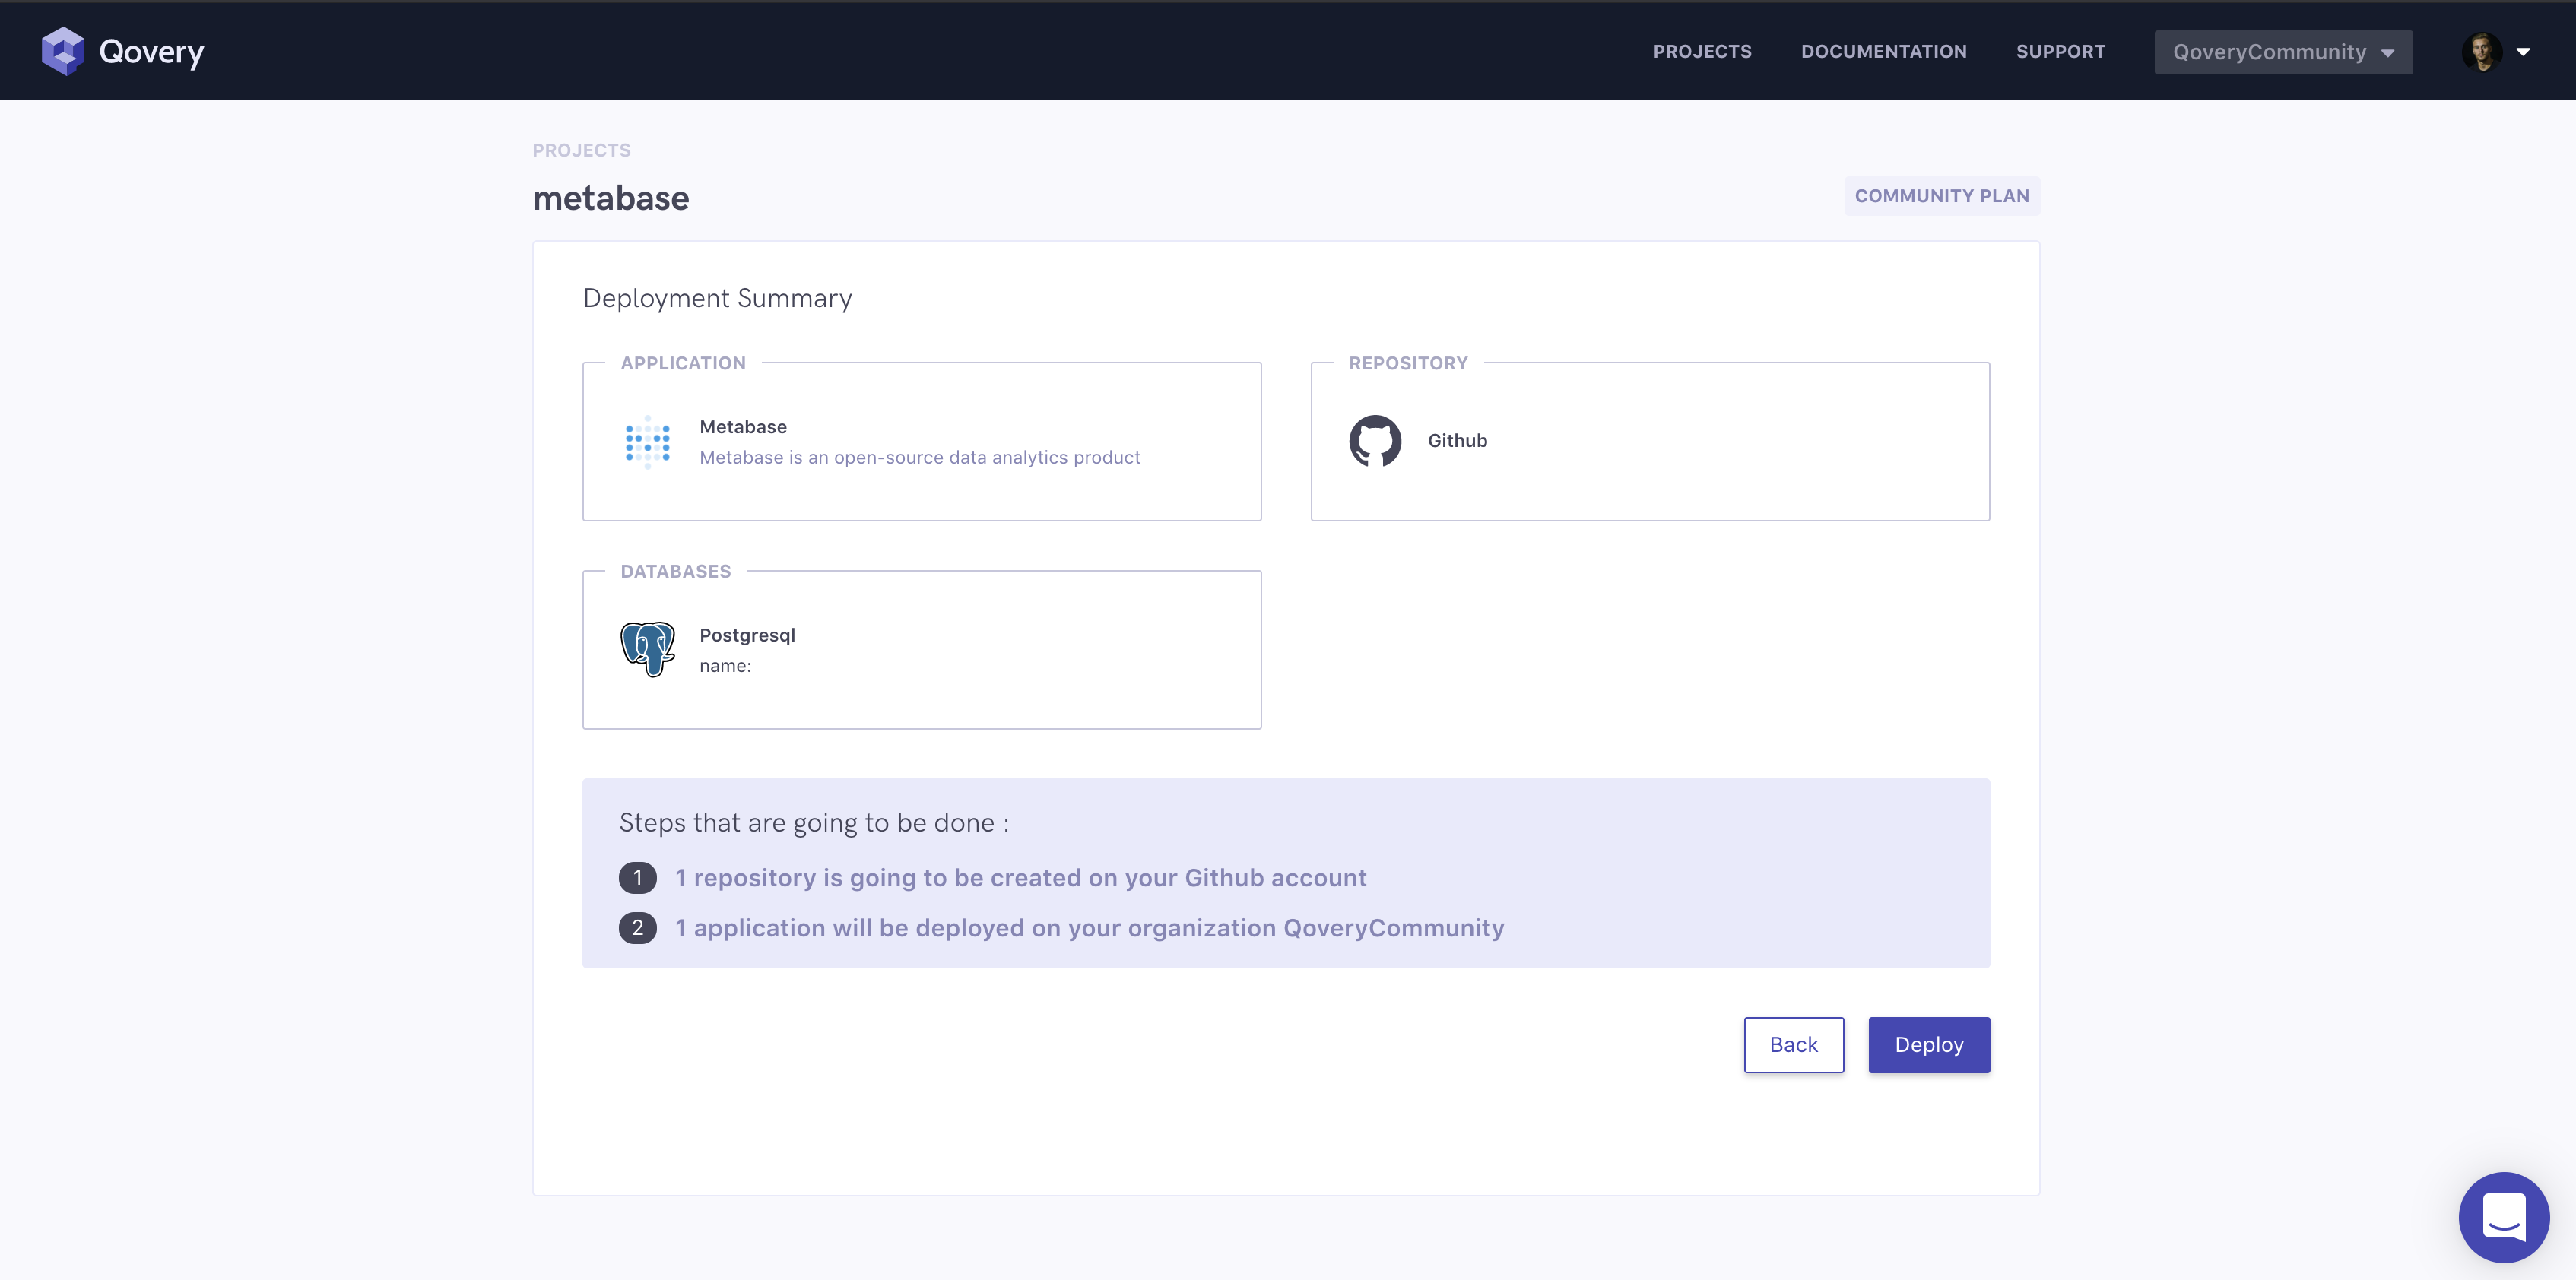 Qovery
PROJECTS
DOCUMENTATION
SUPPORT
QoveryCommunity
PROJECTS
metabase
COMMUNITY PLAN
Deployment Summary
APPLICATION
Metabase
Metabase is an open-source data analytics product
REPOSITORY
Github
DATABASES
Postgresql
name:
Steps that are going to be done :
1 1 repository is going to be created on your Github account
2 1 application will be deployed on your organization QoveryCommunity
Back
Deploy